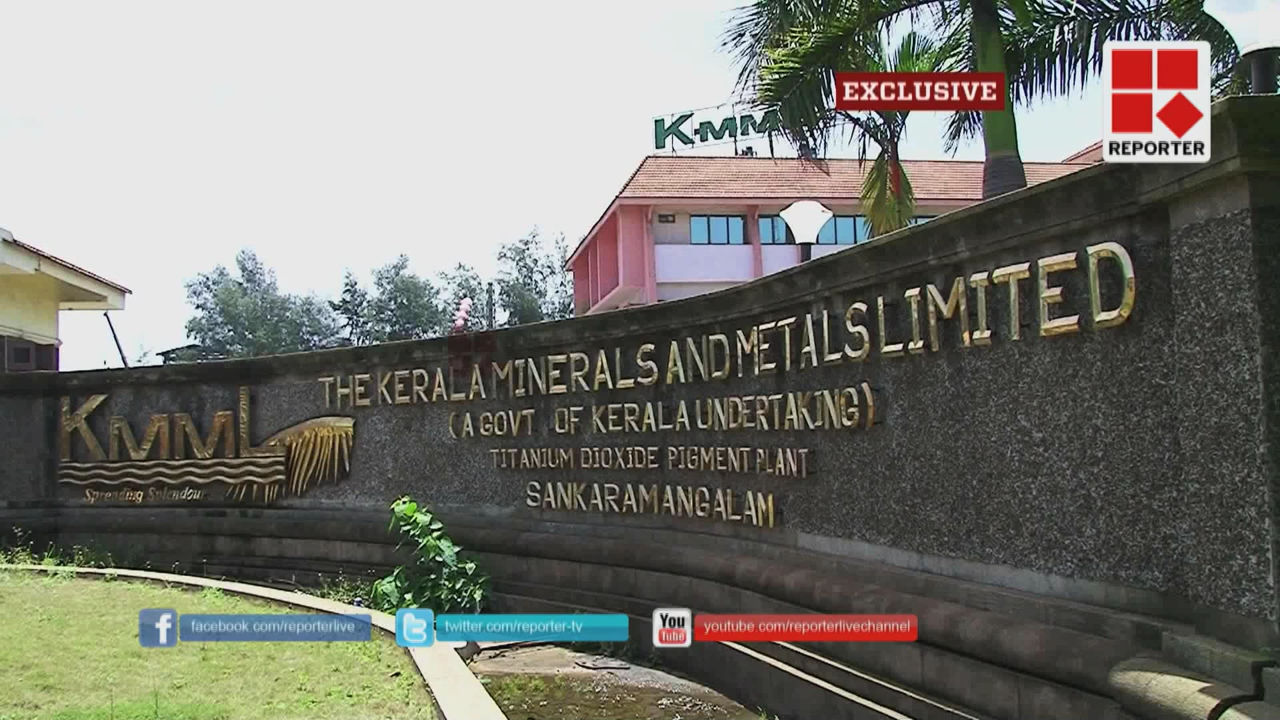 EXCLUSIVE
REPORTER
K-MM
THE KERALA MINERALS AND METALS LIMITED
(A GOVT. OF KERALA UNDERTAKING)
TITANIUM DIOXIDE PIGMENT PLANT
SANKARAMANGALAM
KMML
Spreading Splendour
f facebook.com/reporterlive
t twitter.com/reporter-tv
You Tube youtube.com/reporterlivechannel